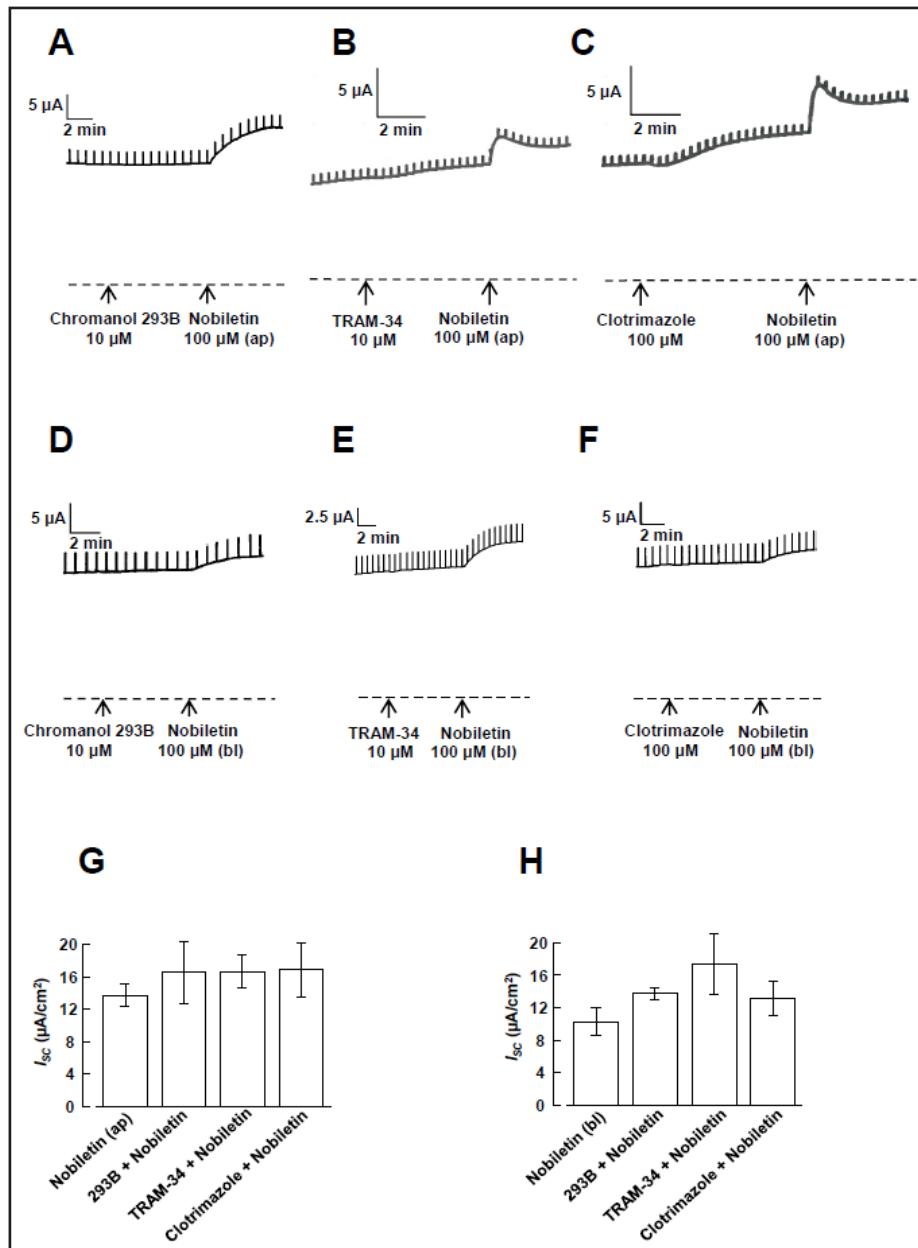 A
B
C
5 µA
2 min
5 µA
2 min
5 µA
2 min
Chromanol 293B
10 µM
Nobiletin
100 µM (ap)
TRAM-34
10 µM
Nobiletin
100 µM (ap)
Clotrimazole
100 µM
Nobiletin
100 µM (ap)
D
E
F
5 µA
2 min
2.5 µA
2 min
5 µA
2 min
Chromanol 293B
10 µM
Nobiletin
100 µM (bl)
TRAM-34
10 µM
Nobiletin
100 µM (bl)
Clotrimazole
100 µM
Nobiletin
100 µM (bl)
G
20
16
12
8
4
0
Isc (µA/cm²)
Nobiletin (ap)
293B + Nobiletin
TRAM-34 + Nobiletin
Clotrimazole + Nobiletin
H
20
16
12
8
4
0
Isc (µA/cm²)
Nobiletin (bl)
293B + Nobiletin
TRAM-34 + Nobiletin
Clotrimazole + Nobiletin